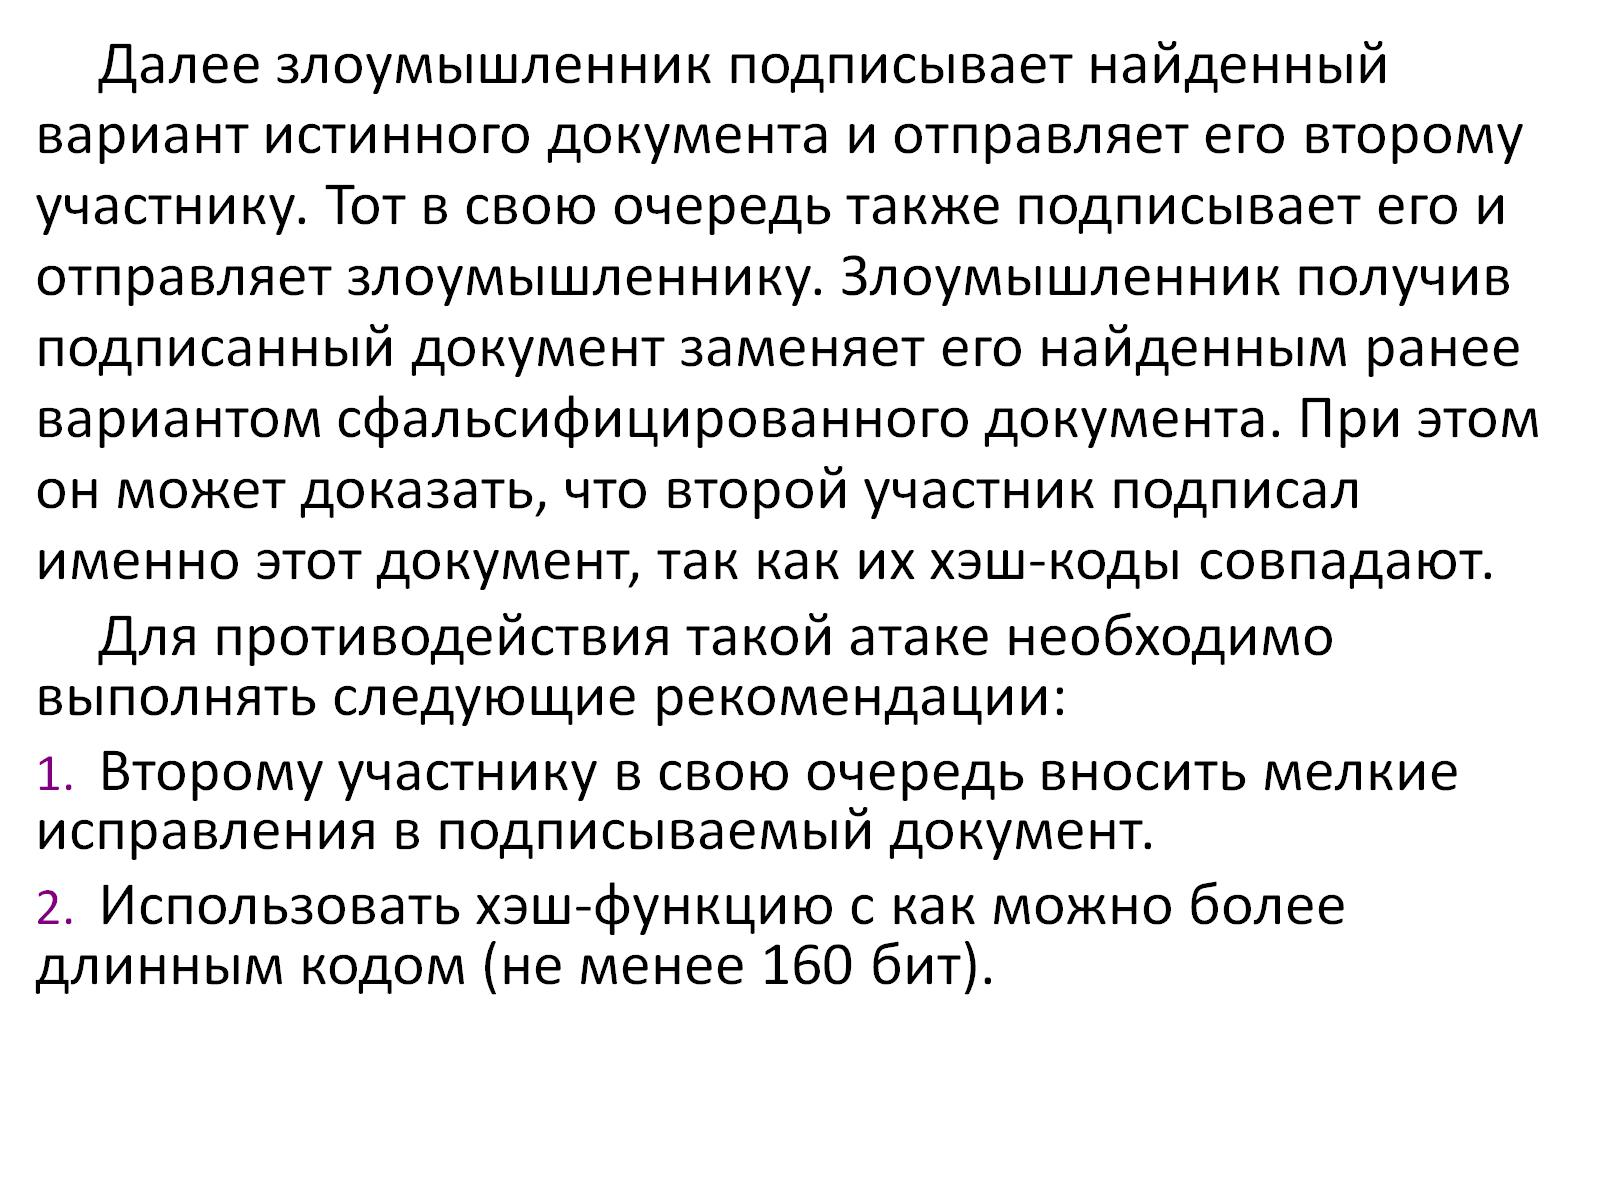 Далее злоумышленник подписывает найденный
вариант истинного документа и отправляет его второму
участнику. Тот в свою очередь также подписывает его и
отправляет злоумышленнику. Злоумышленник получив
подписанный документ заменяет его найденным ранее
вариантом сфальсифицированного документа. При этом
он может доказать, что второй участник подписал
именно этот документ, так как их хэш-коды совпадают.
Для противодействия такой атаке необходимо
выполнять следующие рекомендации:
1. Второму участнику в свою очередь вносить мелкие
исправления в подписываемый документ.
2. Использовать хэш-функцию с как можно более
длинным кодом (не менее 160 бит).